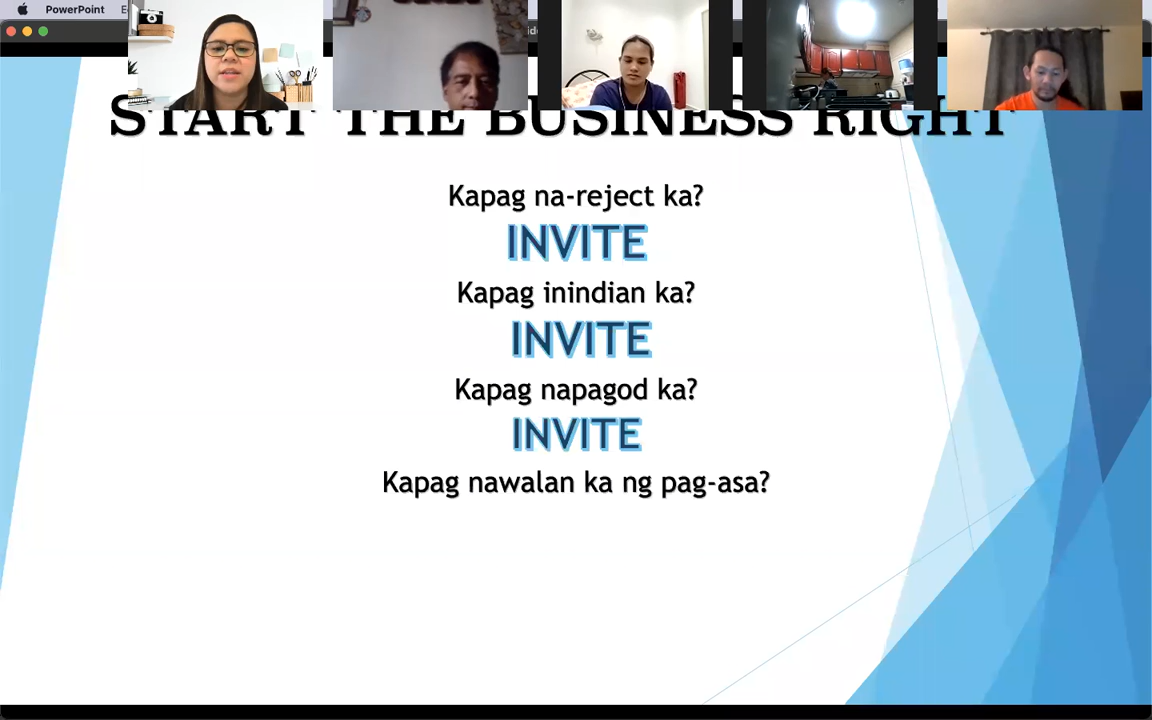 PowerPoint
START THE BUSINESS RIGHT
Kapag na-reject ka?
INVITE
Kapag inindian ka?
INVITE
Kapag napagod ka?
INVITE
Kapag nawalan ka ng pag-asa?